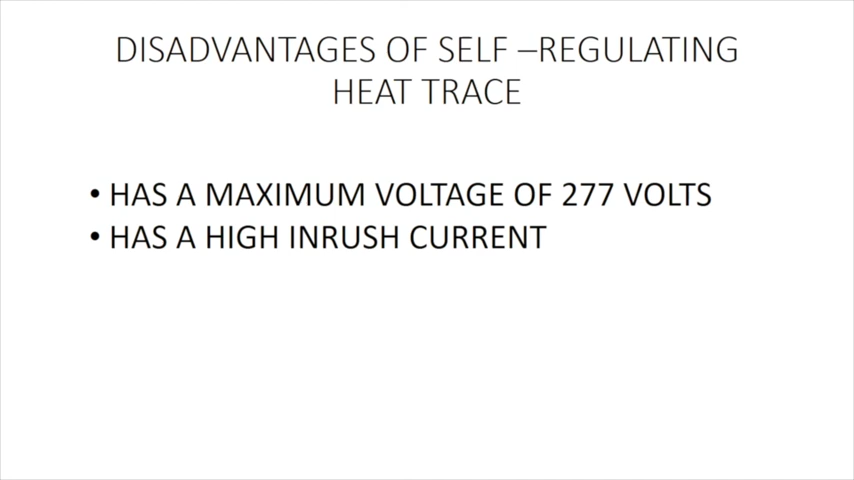 DISADVANTAGES OF SELF –REGULATING
HEAT TRACE
• HAS A MAXIMUM VOLTAGE OF 277 VOLTS
• HAS A HIGH INRUSH CURRENT